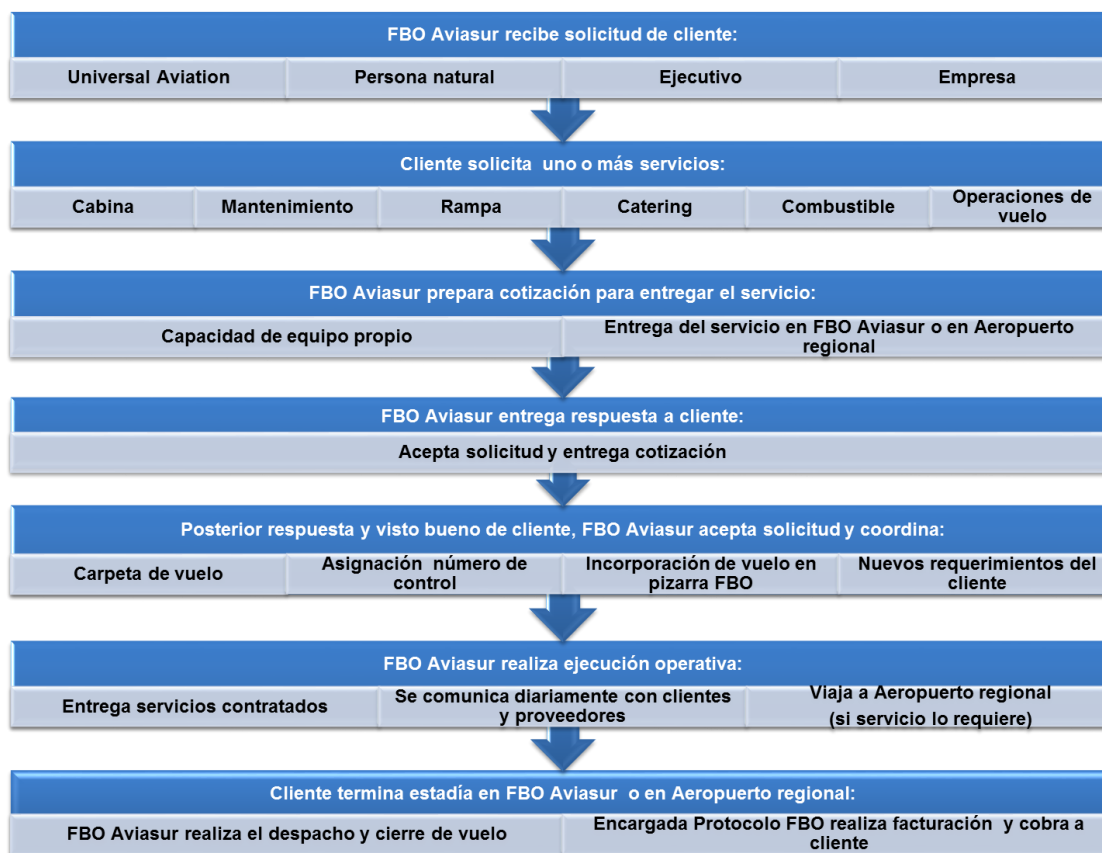 FBO Aviasur recibe solicitud de cliente:
Universal Aviation
Persona natural
Ejecutivo
Empresa
Cliente solicita uno o más servicios:
Cabina
Mantenimiento
Rampa
Catering
Combustible
Operaciones de
vuelo
FBO Aviasur prepara cotización para entregar el servicio:
Capacidad de equipo propio
Entrega del servicio en FBO Aviasur o en Aeropuerto
regional
FBO Aviasur entrega respuesta a cliente:
Acepta solicitud y entrega cotización
Posterior respuesta y visto bueno de cliente, FBO Aviasur acepta solicitud y coordina:
Carpeta de vuelo
Asignación número de
control
Incorporación de vuelo en
pizarra FBO
Nuevos requerimientos del
cliente
FBO Aviasur realiza ejecución operativa:
Entrega servicios contratados
Se comunica diariamente con clientes
y proveedores
Viaja a Aeropuerto regional
(si servicio lo requiere)
Cliente termina estadía en FBO Aviasur o en Aeropuerto regional:
FBO Aviasur realiza el despacho y cierre de vuelo
Encargada Protocolo FBO realiza facturación y cobra a
cliente